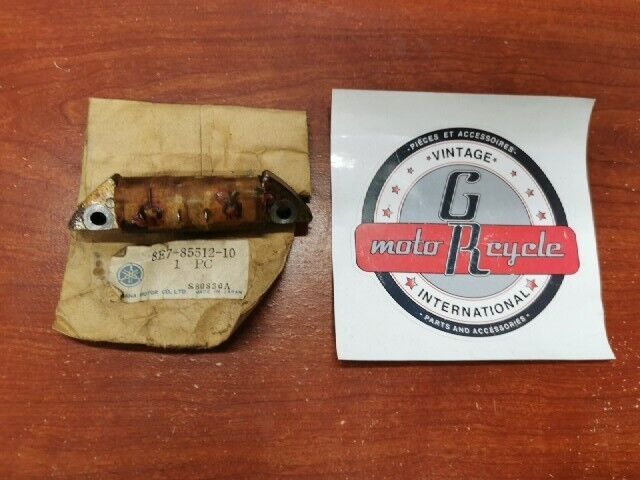 8E7-85512-10
1 PC
S80830A
YAMAHA MOTOR CO., LTD. MADE IN JAPAN
·PIÈCES ET ACCESSOIRES·
VINTAGE
G
moto R cycle
INTERNATIONAL
PARTS AND ACCESSORIES·